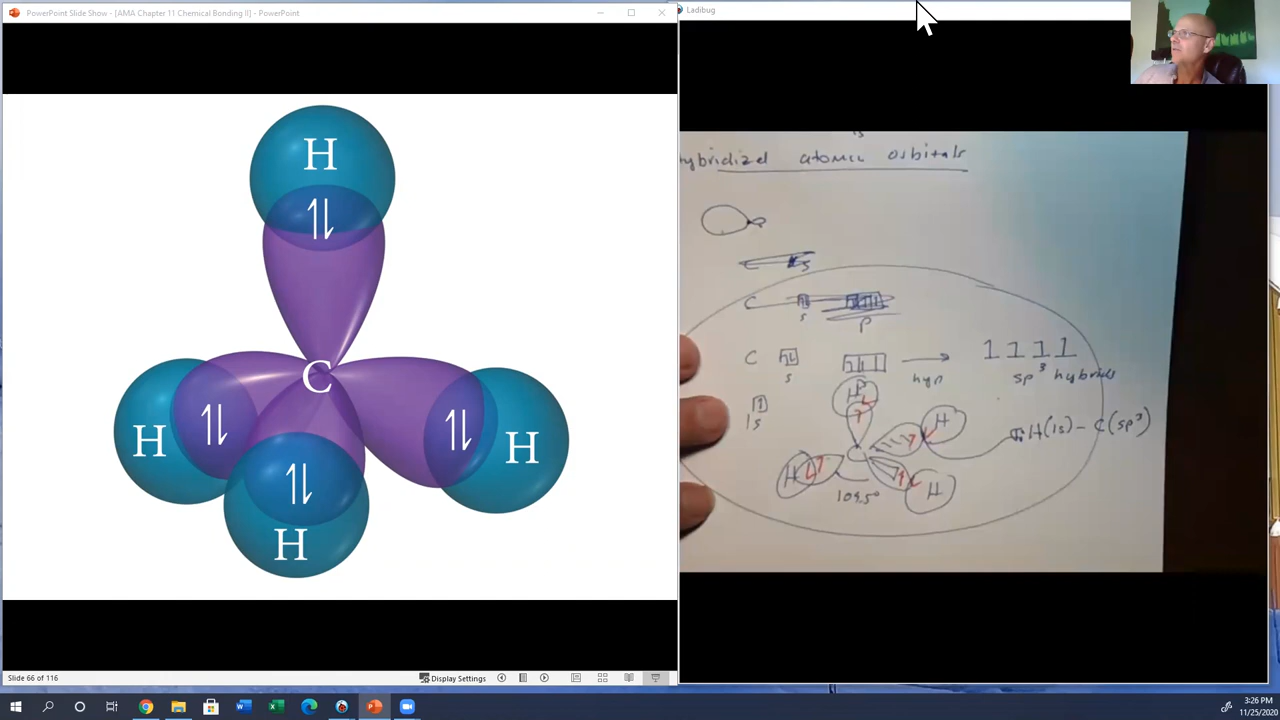 PowerPoint Slide Show - [AMA Chapter 11 Chemical Bonding II] - PowerPoint
Ladibug
H
H
H
H
C
hybridized atomic orbitals
C s
C
s
p
C
s
hyp
1 1 1 1
sp³ hybrids
1s
H
H
H
H
109.5°
σ H(1s) - C(sp³)
Slide 66 of 116
Display Settings
3:26 PM
11/25/2020